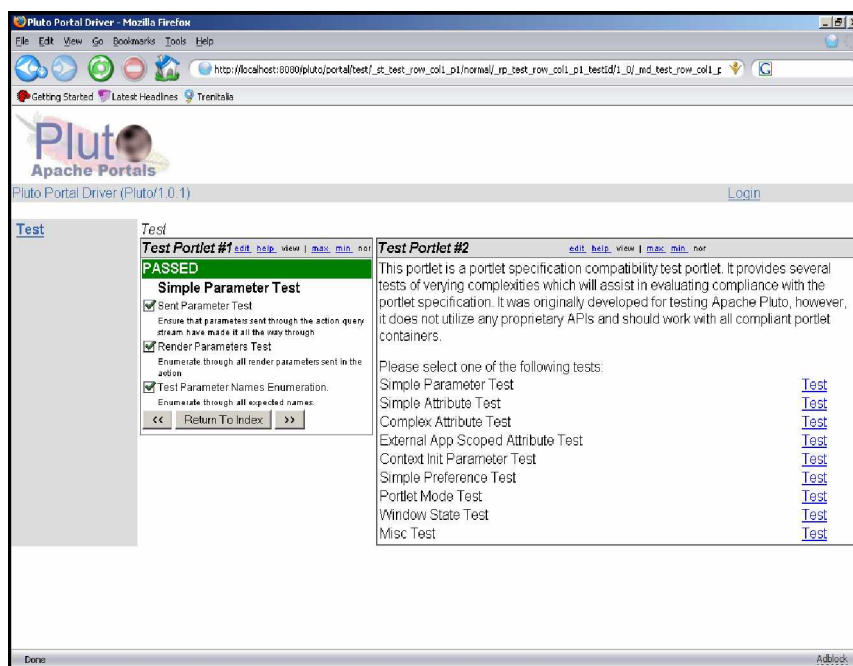 Pluto Portal Driver - Mozilla Firefox
File Edit View Go Bookmarks Tools Help
http://localhost:8080/pluto/portal/test/_st_test_row_col1_p1/normal/_rp_test_row_col1_p1_testId/1_0/_md_test_row_col1_p
Getting Started Latest Headlines Trenitalia
Pluto
Apache Portals
Pluto Portal Driver (Pluto/1.0.1) Login
Test
Test
Test Portlet #1 edit help view | max min nor
PASSED
Simple Parameter Test
Sent Parameter Test
Ensure that parameters sent through the action query
stream have made it all the way through
Render Parameters Test
Enumerate through all render parameters sent in the
action
Test Parameter Names Enumeration.
Enumerate through all expected names.
<< Return To Index >>
Test Portlet #2 edit help view | max min nor
This portlet is a portlet specification compatibility test portlet. It provides several
tests of verying complexities which will assist in evaluating compliance with the
portlet specification. It was originally developed for testing Apache Pluto, however,
it does not utilize any proprietary APIs and should work with all compliant portlet
containers.
Please select one of the following tests:
Simple Parameter Test Test
Simple Attribute Test Test
Complex Attribute Test Test
External App Scoped Attribute Test Test
Context Init Parameter Test Test
Simple Preference Test Test
Portlet Mode Test Test
Window State Test Test
Misc Test Test
Done Adblock